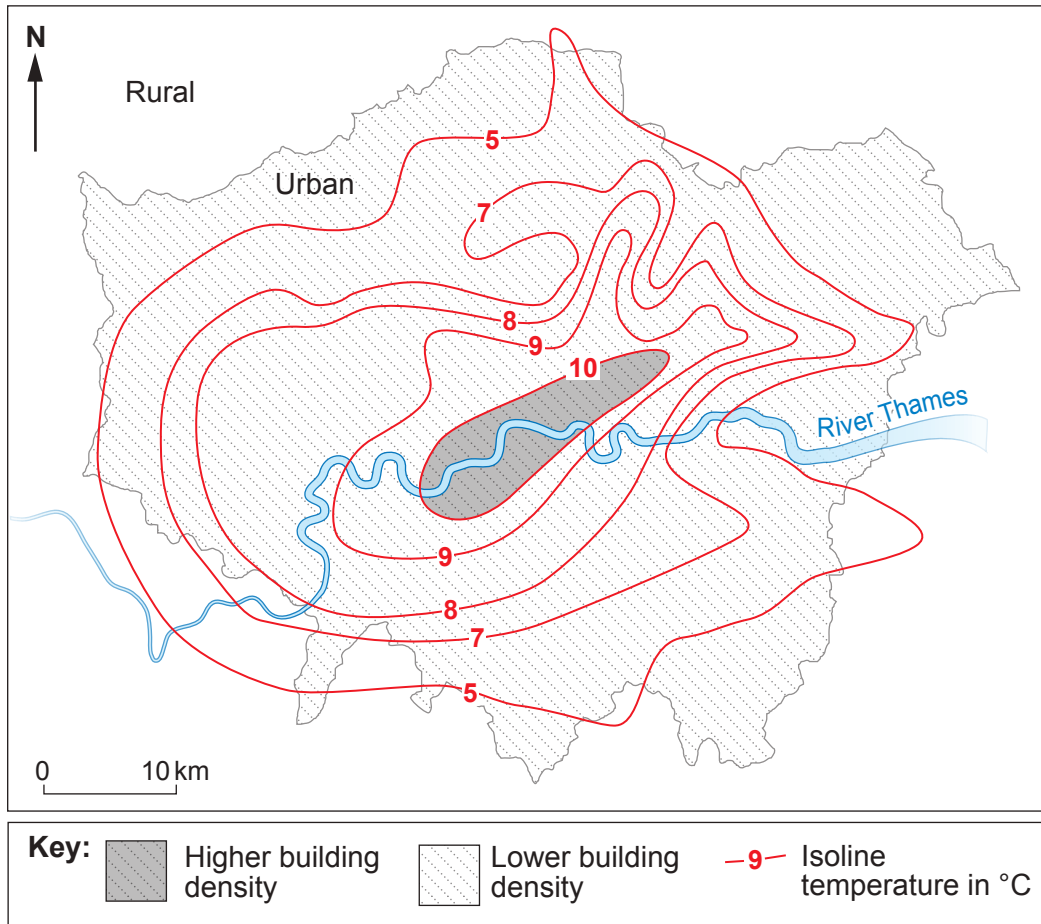 N
Rural
5
Urban
7
8
9
10
River Thames
9
8
7
5
0 10 km
Key:
Higher building
density
Lower building
density
9
Isoline
temperature in °C